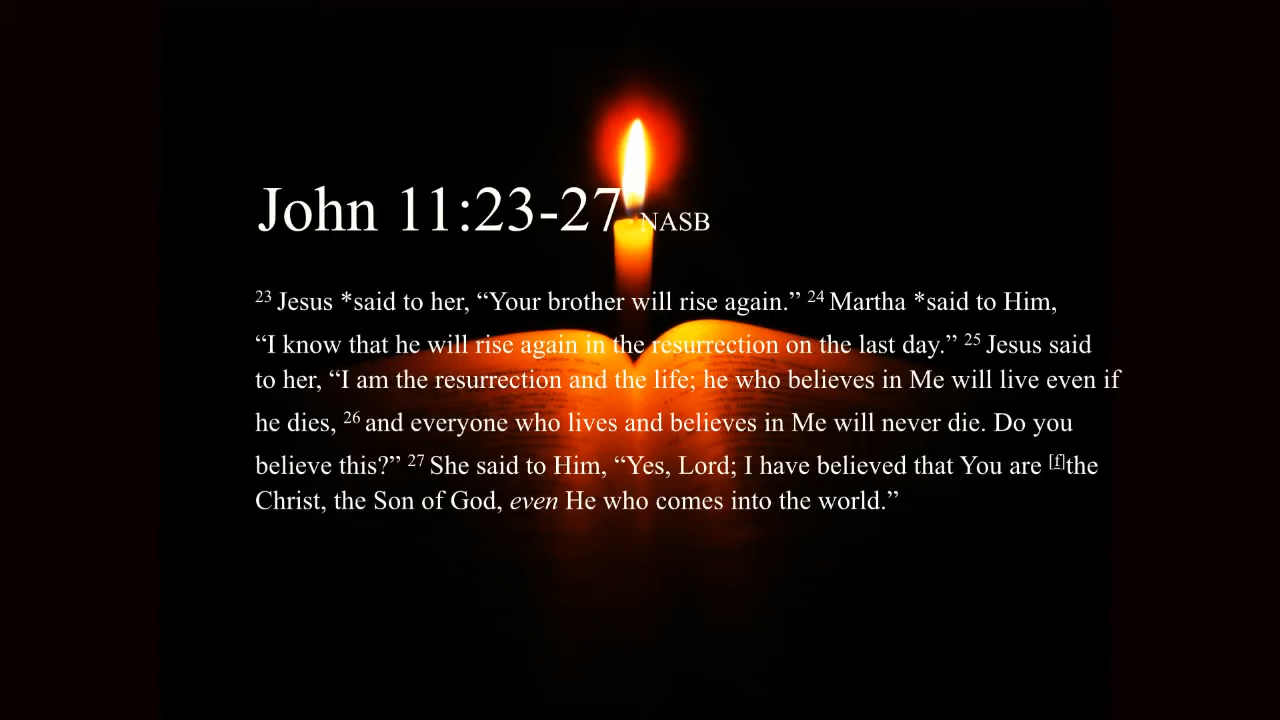 John 11:23-27 NASB
23 Jesus *said to her, “Your brother will rise again.” 24 Martha *said to Him,
“I know that he will rise again in the resurrection on the last day.” 25 Jesus said
to her, “I am the resurrection and the life; he who believes in Me will live even if
he dies, 26 and everyone who lives and believes in Me will never die. Do you
believe this?” 27 She said to Him, “Yes, Lord; I have believed that You are [f]the
Christ, the Son of God, even He who comes into the world.”